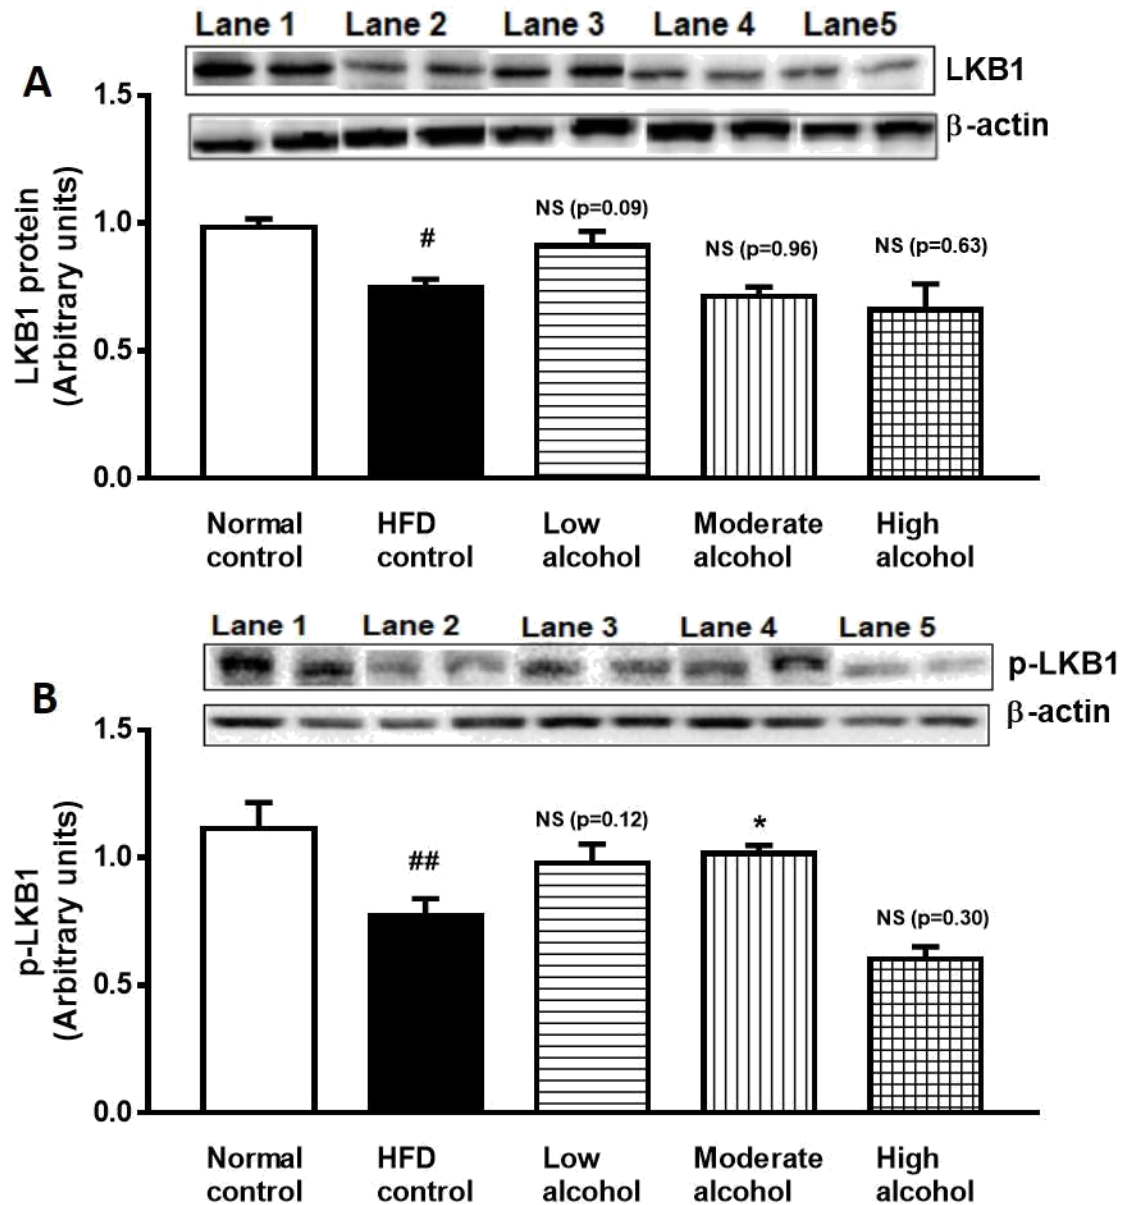 Lane 1 Lane 2 Lane 3 Lane 4 Lane5
A
LKB1
β-actin
LKB1 protein
(Arbitrary units)
1.5
1.0
0.5
0.0
#
NS (p=0.09)
NS (p=0.96)
NS (p=0.63)
Normal
control
HFD
control
Low
alcohol
Moderate
alcohol
High
alcohol
Lane 1 Lane 2 Lane 3 Lane 4 Lane 5
B
p-LKB1
β-actin
p-LKB1
(Arbitrary units)
1.5
1.0
0.5
0.0
##
NS (p=0.12)
*
NS (p=0.30)
Normal
control
HFD
control
Low
alcohol
Moderate
alcohol
High
alcohol